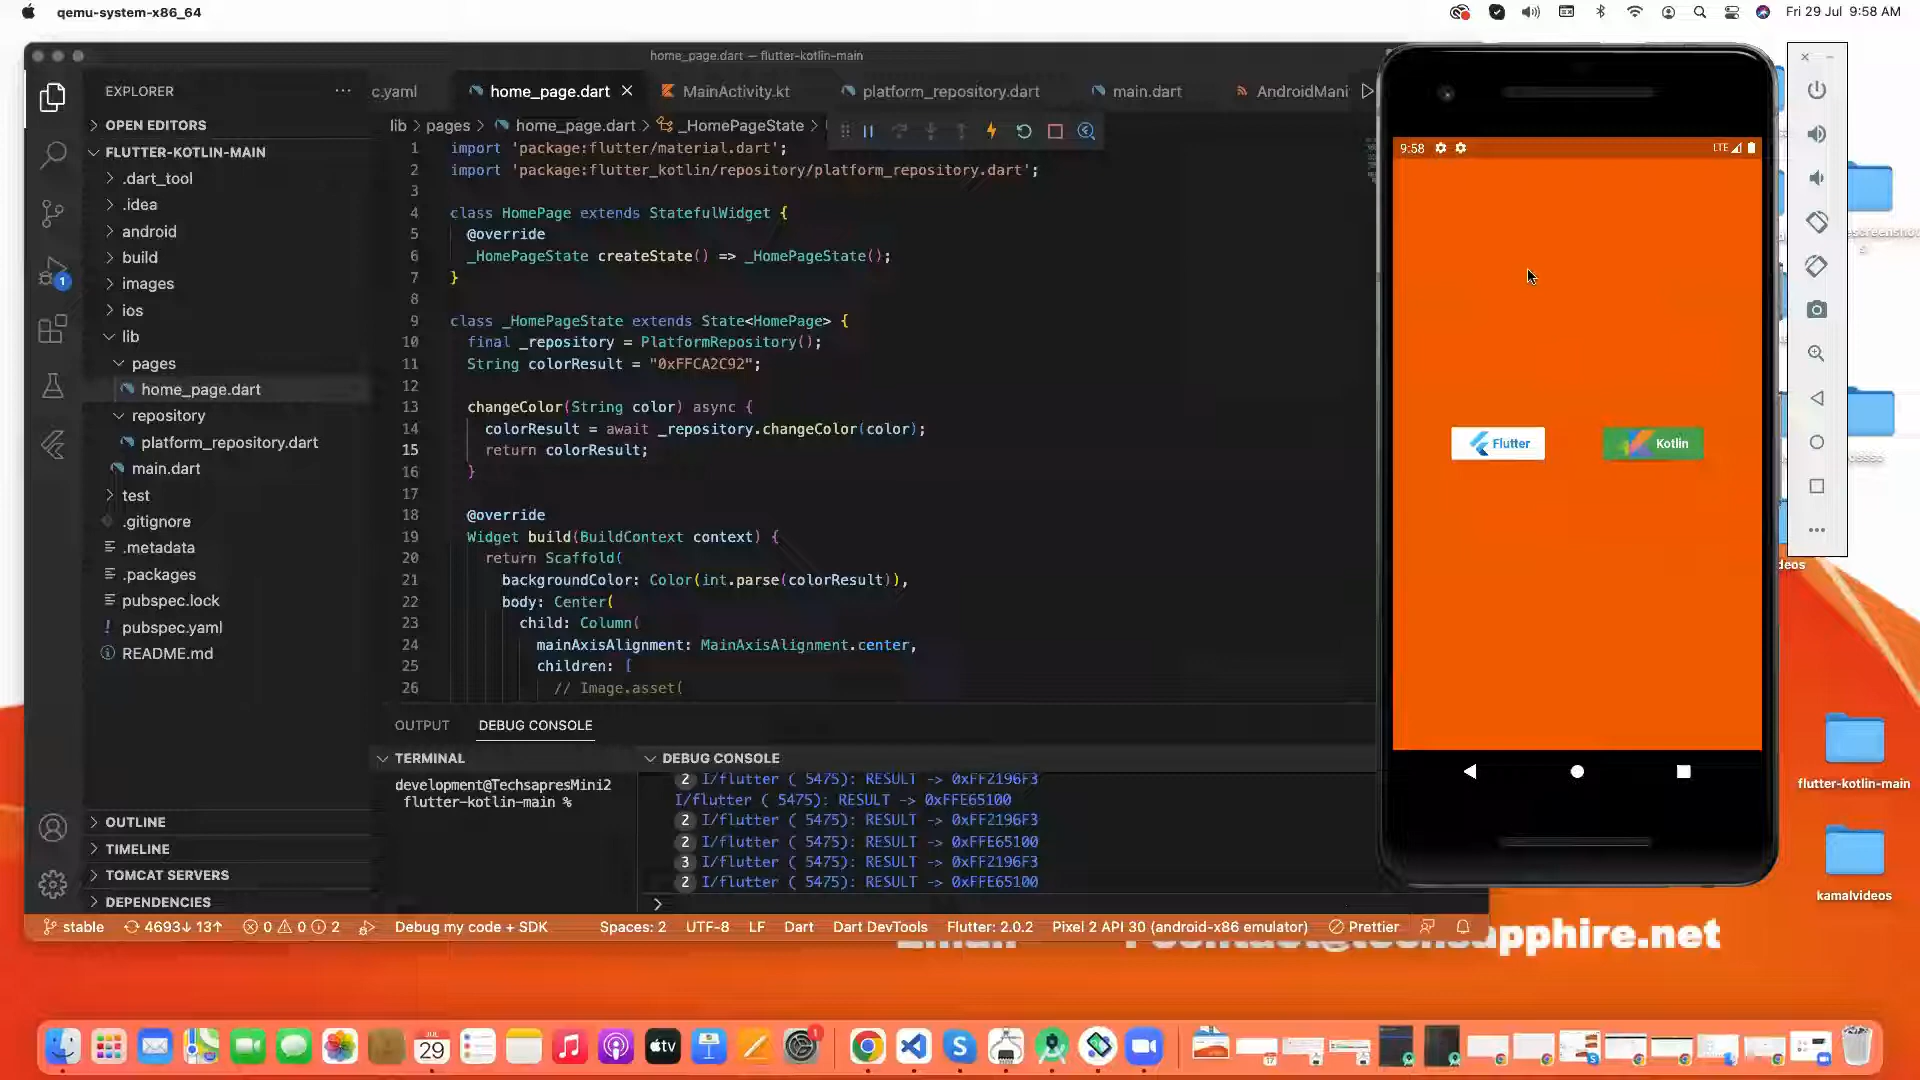 qemu-system-x86_64
Fri 29 Jul 9:58 AM
home_page.dart — flutter-kotlin-main
EXPLORER
OPEN EDITORS
FLUTTER-KOTLIN-MAIN
.dart_tool
.idea
android
build
images
ios
lib
pages
home_page.dart
repository
platform_repository.dart
main.dart
test
.gitignore
.metadata
.packages
pubspec.lock
pubspec.yaml
README.md
OUTLINE
TIMELINE
TOMCAT SERVERS
DEPENDENCIES
1
c.yaml
home_page.dart
MainActivity.kt
platform_repository.dart
main.dart
AndroidMani
lib > pages > home_page.dart > _HomePageState >
1 import 'package:flutter/material.dart';
2 import 'package:flutter_kotlin/repository/platform_repository.dart';
3
4 class HomePage extends StatefulWidget {
5 @override
6 _HomePageState createState() => _HomePageState();
7 }
8
9 class _HomePageState extends State<HomePage> {
10 final _repository = PlatformRepository();
11 String colorResult = "0xFFCA2C92";
12
13 changeColor(String color) async {
14 colorResult = await _repository.changeColor(color);
15 return colorResult;
16 }
17
18 @override
19 Widget build(BuildContext context) {
20 return Scaffold(
21 backgroundColor: Color(int.parse(colorResult)),
22 body: Center(
23 child: Column(
24 mainAxisAlignment: MainAxisAlignment.center,
25 children: [
26 // Image.asset(
OUTPUT
DEBUG CONSOLE
TERMINAL
development@TechsapresMini2
flutter-kotlin-main %
DEBUG CONSOLE
2 I/flutter ( 5475): RESULT -> 0xFF2196F3
I/flutter ( 5475): RESULT -> 0xFFE65100
2 I/flutter ( 5475): RESULT -> 0xFF2196F3
2 I/flutter ( 5475): RESULT -> 0xFFE65100
3 I/flutter ( 5475): RESULT -> 0xFF2196F3
2 I/flutter ( 5475): RESULT -> 0xFFE65100
>
stable 4693↓ 13↑ 0 0 2 Debug my code + SDK Spaces: 2 UTF-8 LF Dart Dart DevTools Flutter: 2.0.2 Pixel 2 API 30 (android-x86 emulator) Prettier
9:58
LTE
Flutter
Kotlin
flutter-kotlin-main
kamalvideos
sapphire.net
JUL
29
tv
1
17